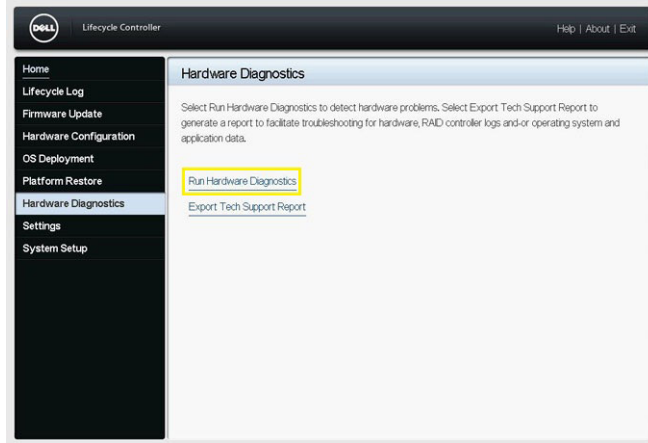 DELL Lifecycle Controller Help | About | Exit
Home
Lifecycle Log
Firmware Update
Hardware Configuration
OS Deployment
Platform Restore
Hardware Diagnostics
Settings
System Setup
Hardware Diagnostics
Select Run Hardware Diagnostics to detect hardware problems. Select Export Tech Support Report to
generate a report to facilitate troubleshooting for hardware, RAID controller logs and-or operating system and
application data.
Run Hardware Diagnostics
Export Tech Support Report